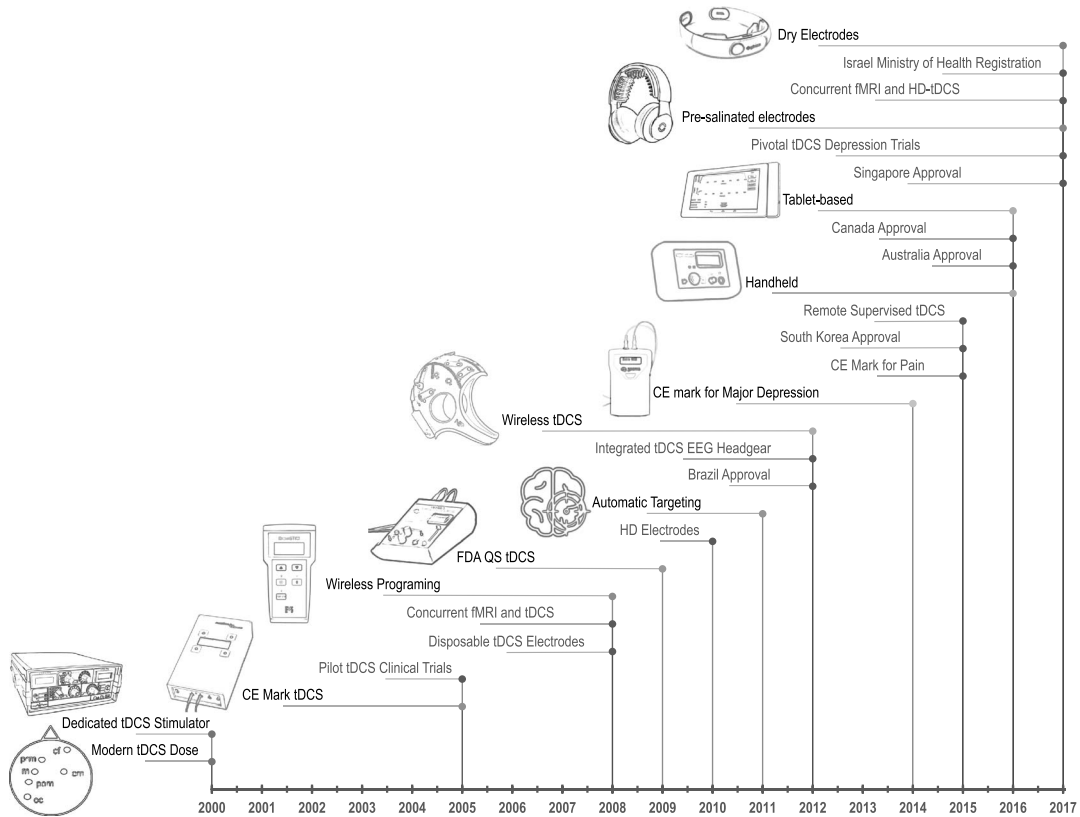 Dry Electrodes
Israel Ministry of Health Registration
Concurrent fMRI and HD-tDCS
Pre-salinated electrodes
Pivotal tDCS Depression Trials
Singapore Approval
Tablet-based
Canada Approval
Australia Approval
Handheld
Remote Supervised tDCS
South Korea Approval
CE Mark for Pain
CE mark for Major Depression
Wireless tDCS
Integrated tDCS EEG Headgear
Brazil Approval
Automatic Targeting
HD Electrodes
FDA QS tDCS
Wireless Programing
Concurrent fMRI and tDCS
Disposable tDCS Electrodes
Pilot tDCS Clinical Trials
CE Mark tDCS
Dedicated tDCS Stimulator
Modern tDCS Dose
cf
prm
m
cm
pom
oc
2000 2001 2002 2003 2004 2005 2006 2007 2008 2009 2010 2011 2012 2013 2014 2015 2016 2017